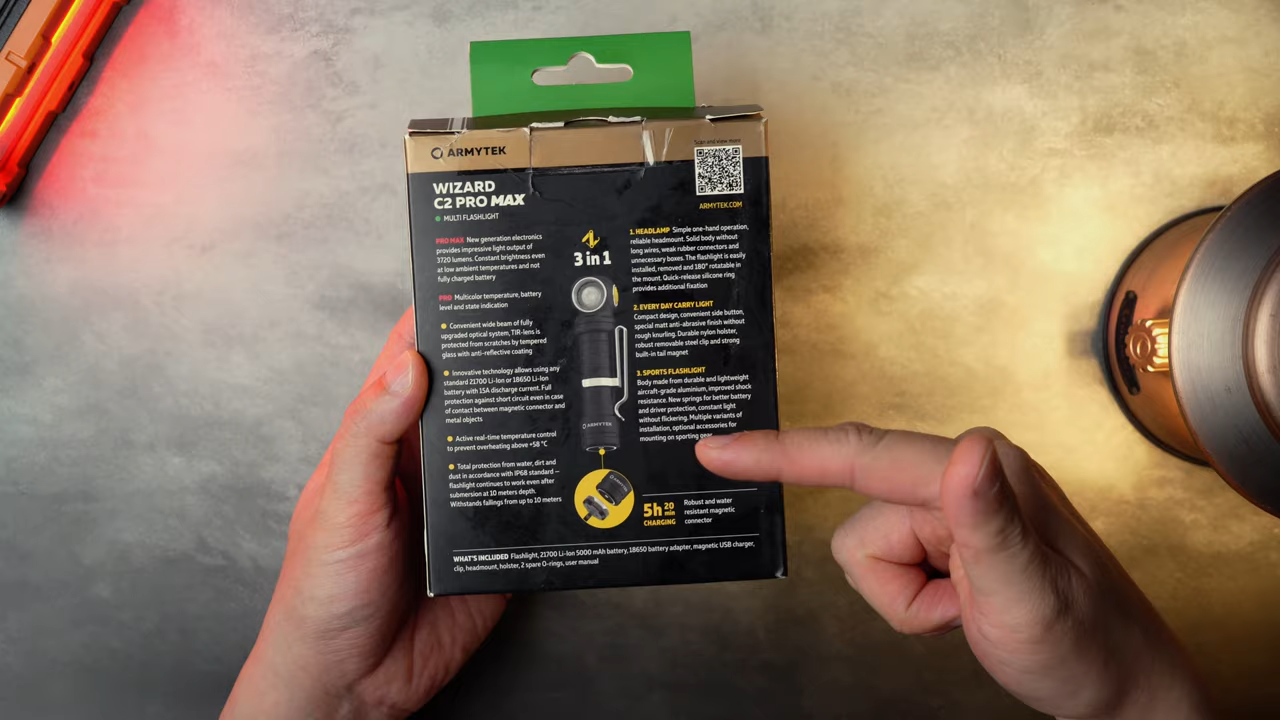 ARMYTEK
Scan and view more
WIZARD
C2 PRO MAX
MULTI FLASHLIGHT
ARMYTEK.COM
PRO MAX New generation electronics
provides impressive light output of
3720 lumens. Constant brightness even
at low ambient temperatures and not
fully charged battery
PRO Multicolor temperature, battery
level and state indication
Convenient wide beam of fully
upgraded optical system, TIR-lens is
protected from scratches by tempered
glass with anti-reflective coating
Innovative technology allows using any
standard 21700 Li-Ion or 18650 Li-Ion
battery with 15A discharge current. Full
protection against short circuit even in case
of contact between magnetic connector and
metal objects
Active real-time temperature control
to prevent overheating above +58 °C
Total protection from water, dirt and
dust in accordance with IP68 standard –
flashlight continues to work even after
submersion at 10 meters depth.
Withstands fallings from up to 10 meters
3 in 1
ARMYTEK
1. HEADLAMP Simple one-hand operation,
reliable headmount. Solid body without
long wires, weak rubber connectors and
unnecessary boxes. The flashlight is easily
installed, removed and 180° rotatable in
the mount. Quick-release silicone ring
provides additional fixation
2. EVERY DAY CARRY LIGHT
Compact design, convenient side button,
special matt anti-abrasive finish without
rough knurling. Durable nylon holster,
robust removable steel clip and strong
built-in tail magnet
3. SPORTS FLASHLIGHT
Body made from durable and lightweight
aircraft-grade aluminium, improved shock
resistance. New springs for better battery
and driver protection, constant light
without flickering. Multiple variants of
installation, optional accessories for
mounting on sporting gear
5h 20 min
CHARGING
Robust and water
resistant magnetic
connector
WHAT'S INCLUDED Flashlight, 21700 Li-Ion 5000 mAh battery, 18650 battery adapter, magnetic USB charger,
clip, headmount, holster, 2 spare O-rings, user manual